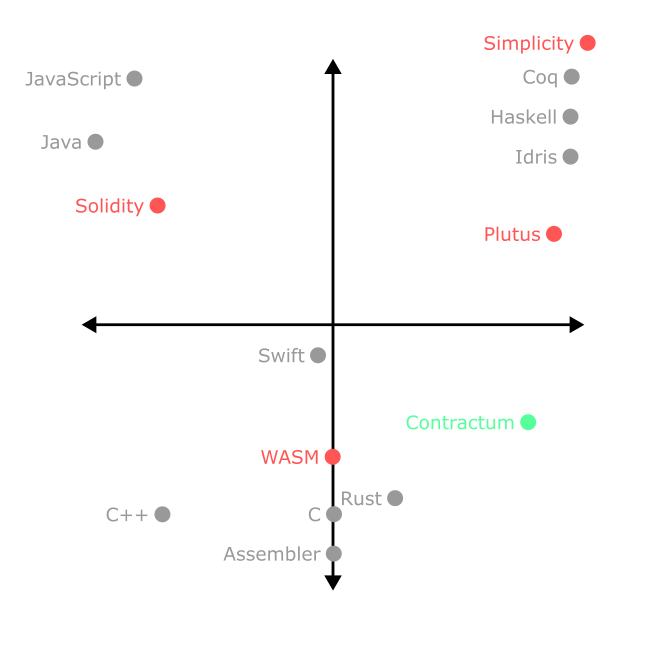 Simplicity
JavaScript
Coq
Haskell
Java
Idris
Solidity
Plutus
Swift
Contractum
WASM
Rust
C++
C
Assembler